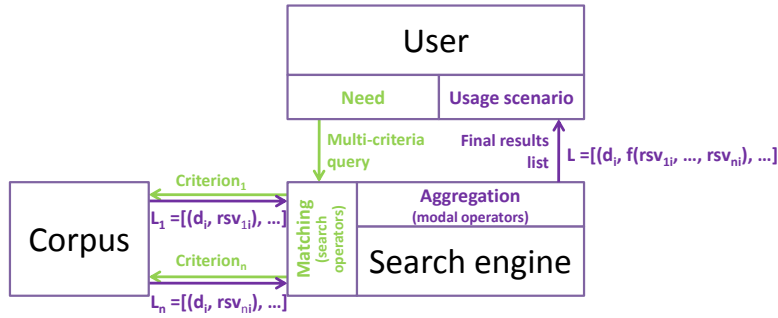 User
Need
Usage scenario
Multi-criteria
query
Final results
list
L =[(dᵢ, f(rsv₁ᵢ, ..., rsvₙᵢ), ...]
Criterion₁
L₁ =[(dᵢ, rsv₁ᵢ), ...]
Corpus
Criterionₙ
Lₙ =[(dᵢ, rsvₙᵢ), ...]
Matching
(search
operators)
Aggregation
(modal operators)
Search engine